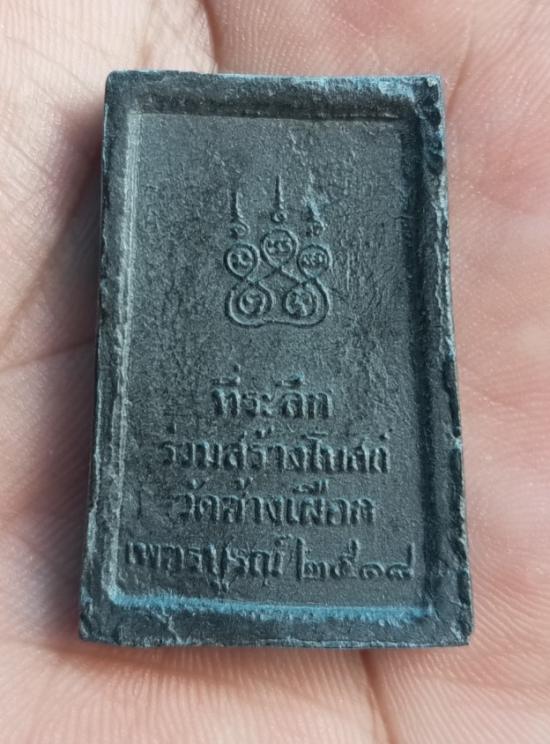 ที่ระลึก
ร่วมสร้างโบสถ์
วัดช้างเผือก
เพชรบูรณ์ ๒๕๑๘